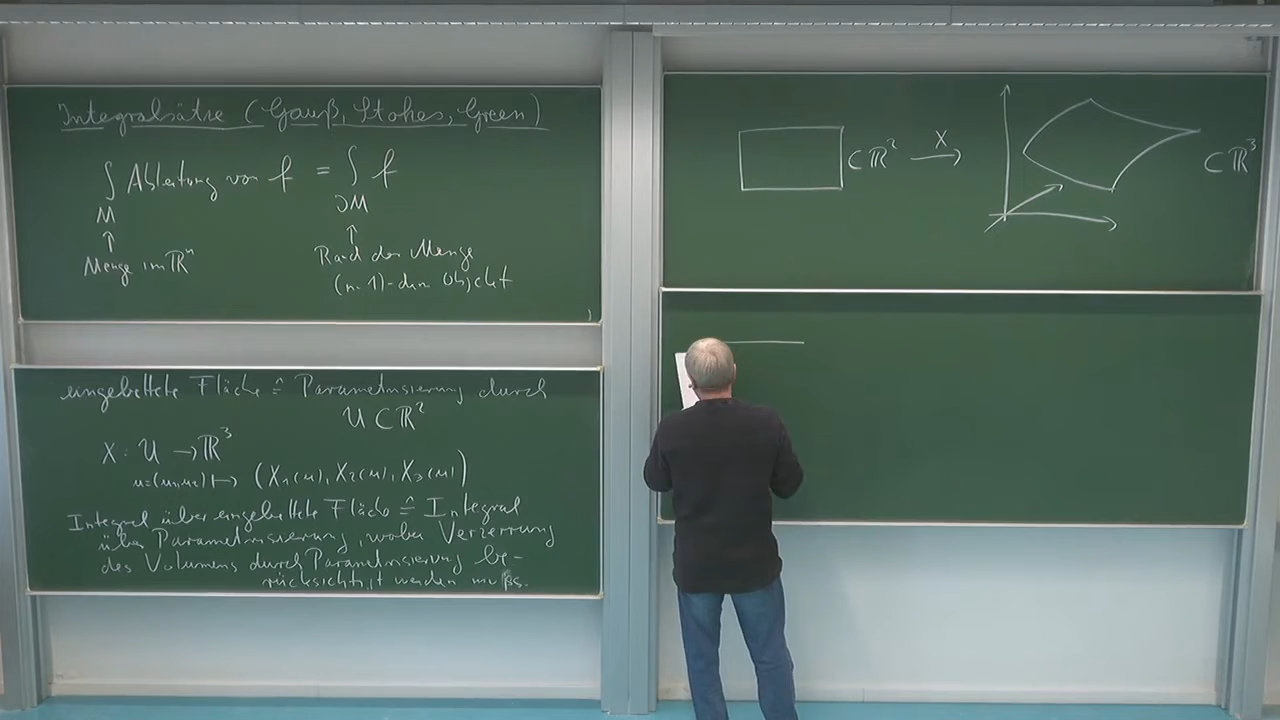 Integralsätze (Gauß, Stokes, Green)
∫ Ableitung von f = ∫ f
M ∂M
↑ ↑
Menge im ℝⁿ Rand der Menge
(n-1)-dim Objekt
eingebettete Fläche ≙ Parametrisierung durch
U ⊂ ℝ²
X : U → ℝ³
u=(u₁,u₂) ↦ (X₁(u), X₂(u), X₃(u))
Integral über eingebettete Fläche ≙ Integral
über Parametrisierung, wobei Verzerrung
des Volumens durch Parametrisierung be-
rücksichtigt werden muss.
⊂ ℝ² X → ⊂ ℝ³